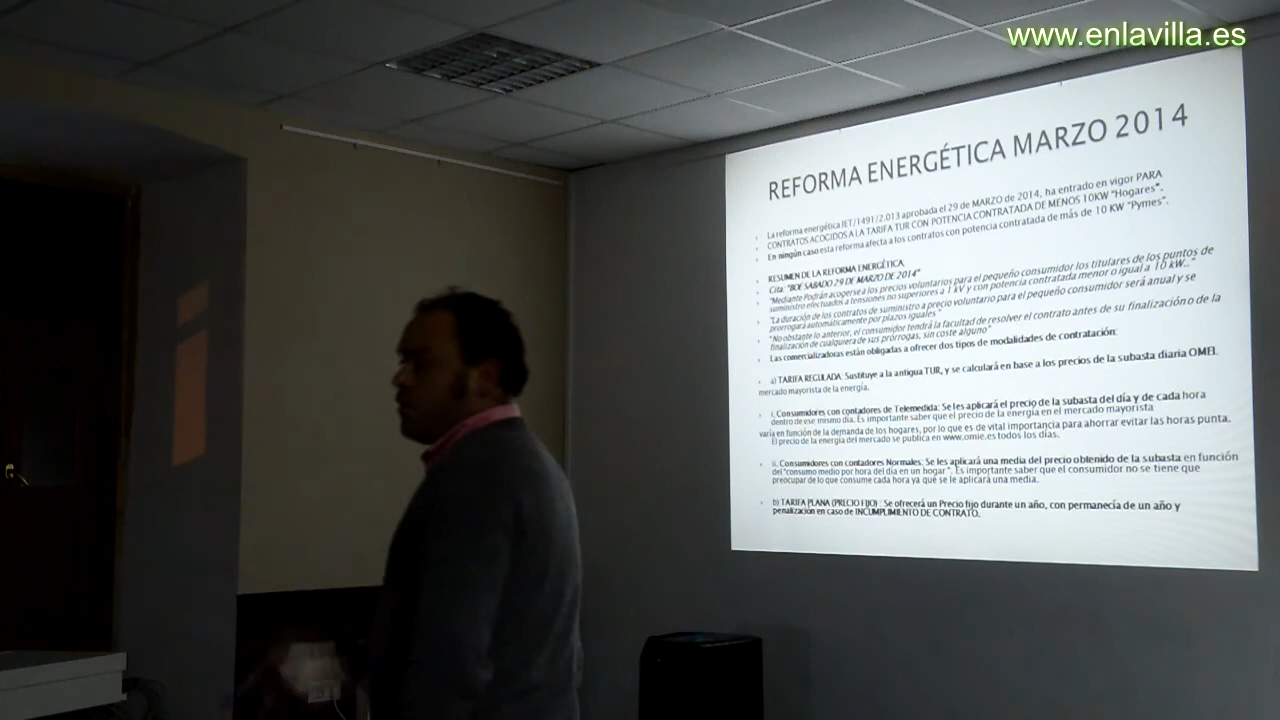 www.enlavilla.es
REFORMA ENERGÉTICA MARZO 2014
La reforma energética IET/1491/2.013 aprobada el 29 de MARZO de 2014, ha entrado en vigor PARA
CONTRATOS ACOGIDOS A LA TARIFA TUR CON POTENCIA CONTRATADA DE MENOS 10KW "Hogares".
En ningún caso esta reforma afecta a los contratos con potencia contratada de más de 10 KW "Pymes".
RESUMEN DE LA REFORMA ENERGÉTICA.
Cita: "BOE SABADO 29 DE MARZO DE 2014"
"Mediante Podrán acogerse a los precios voluntarios para el pequeño consumidor los titulares de los puntos de
suministro efectuados a tensiones no superiores a 1 kV y con potencia contratada menor o igual a 10 kW..."
"La duración de los contratos de suministro a precio voluntario para el pequeño consumidor será anual y se
prorrogará automáticamente por plazos iguales"
"No obstante lo anterior, el consumidor tendrá la facultad de resolver el contrato antes de su finalización o de la
finalización de cualquiera de sus prórrogas, sin coste alguno"
Las comercializadoras están obligadas a ofrecer dos tipos de modalidades de contratación:
a) TARIFA REGULADA: Sustituye a la antigua TUR, y se calculará en base a los precios de la subasta diaria OMEL
mercado mayorista de la energía.
i. Consumidores con contadores de Telemedida: Se les aplicará el precio de la subasta del día y de cada hora
dentro de ese mismo día. Es importante saber que el precio de la energía en el mercado mayorista
varía en función de la demanda de los hogares, por lo que es de vital importancia para ahorrar evitar las horas punta.
El precio de la energía del mercado se publica en www.omie.es todos los días.
ii. Consumidores con contadores Normales: Se les aplicará una media del precio obtenido de la subasta en función
del "consumo medio por hora del día en un hogar". Es importante saber que el consumidor no se tiene que
preocupar de lo que consume cada hora ya que se le aplicará una media.
b) TARIFA PLANA (PRECIO FIJO) : Se ofrecerá un Precio fijo durante un año, con permanecía de un año y
penalización en caso de INCUMPLIMIENTO DE CONTRATO.